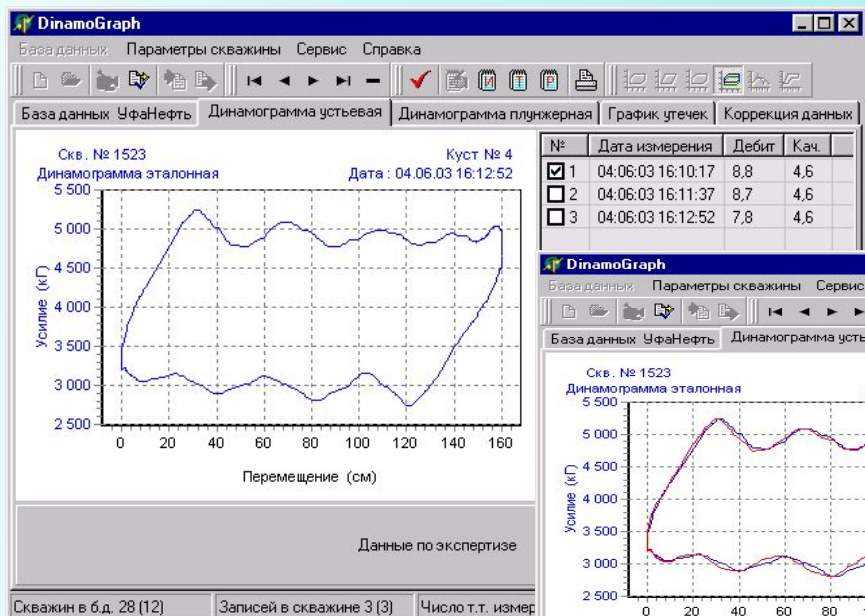 DinamoGraph
База данных Параметры скважины Сервис Справка
База данных УфаНефть Динамограмма устьевая Динамограмма плунжерная График утечек Коррекция данных
Скв. № 1523 Куст № 4
Динамограмма эталонная Дата : 04.06.03 16:12:52
5 500
5 000
4 500
4 000
3 500
3 000
2 500
Усилие (кГ)
0 20 40 60 80 100 120 140 160
Перемещение (см)
№ Дата измерения Дебит Кач.
1 04:06:03 16:10:17 8,8 4,6
2 04:06:03 16:11:37 8,7 4,6
3 04:06:03 16:12:52 7,8 4,6
Данные по экспертизе
Скважин в б.д. 28 (12) Записей в скважине 3 (3) Число т.т. измер
DinamoGraph
База данных Параметры скважины Сервис
База данных УфаНефть Динамограмма усть
Скв. № 1523
Динамограмма эталонная
5 500
5 000
4 500
4 000
3 500
3 000
2 500
Усилие (кГ)
0 20 40 60 80